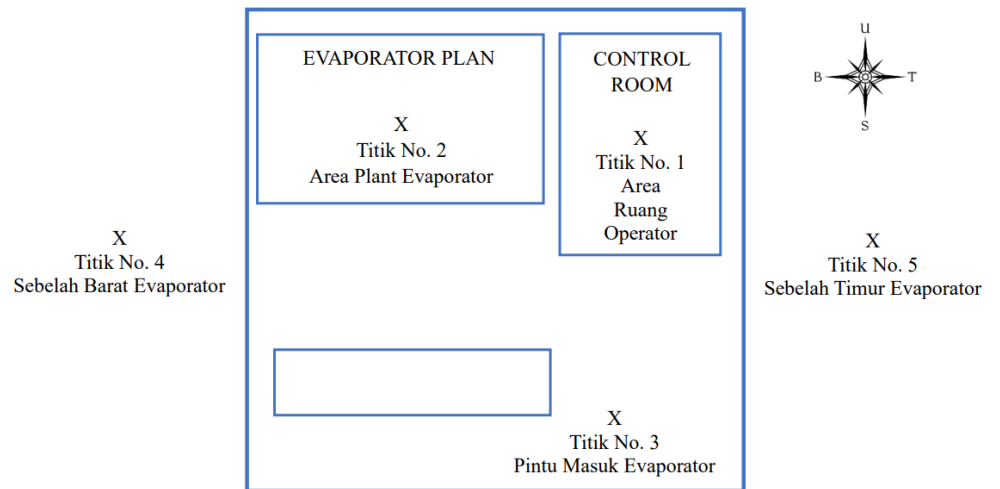 EVAPORATOR PLAN
X
Titik No. 2
Area Plant Evaporator
CONTROL
ROOM
X
Titik No. 1
Area
Ruang
Operator
U
B
T
S
X
Titik No. 4
Sebelah Barat Evaporator
X
Titik No. 5
Sebelah Timur Evaporator
X
Titik No. 3
Pintu Masuk Evaporator